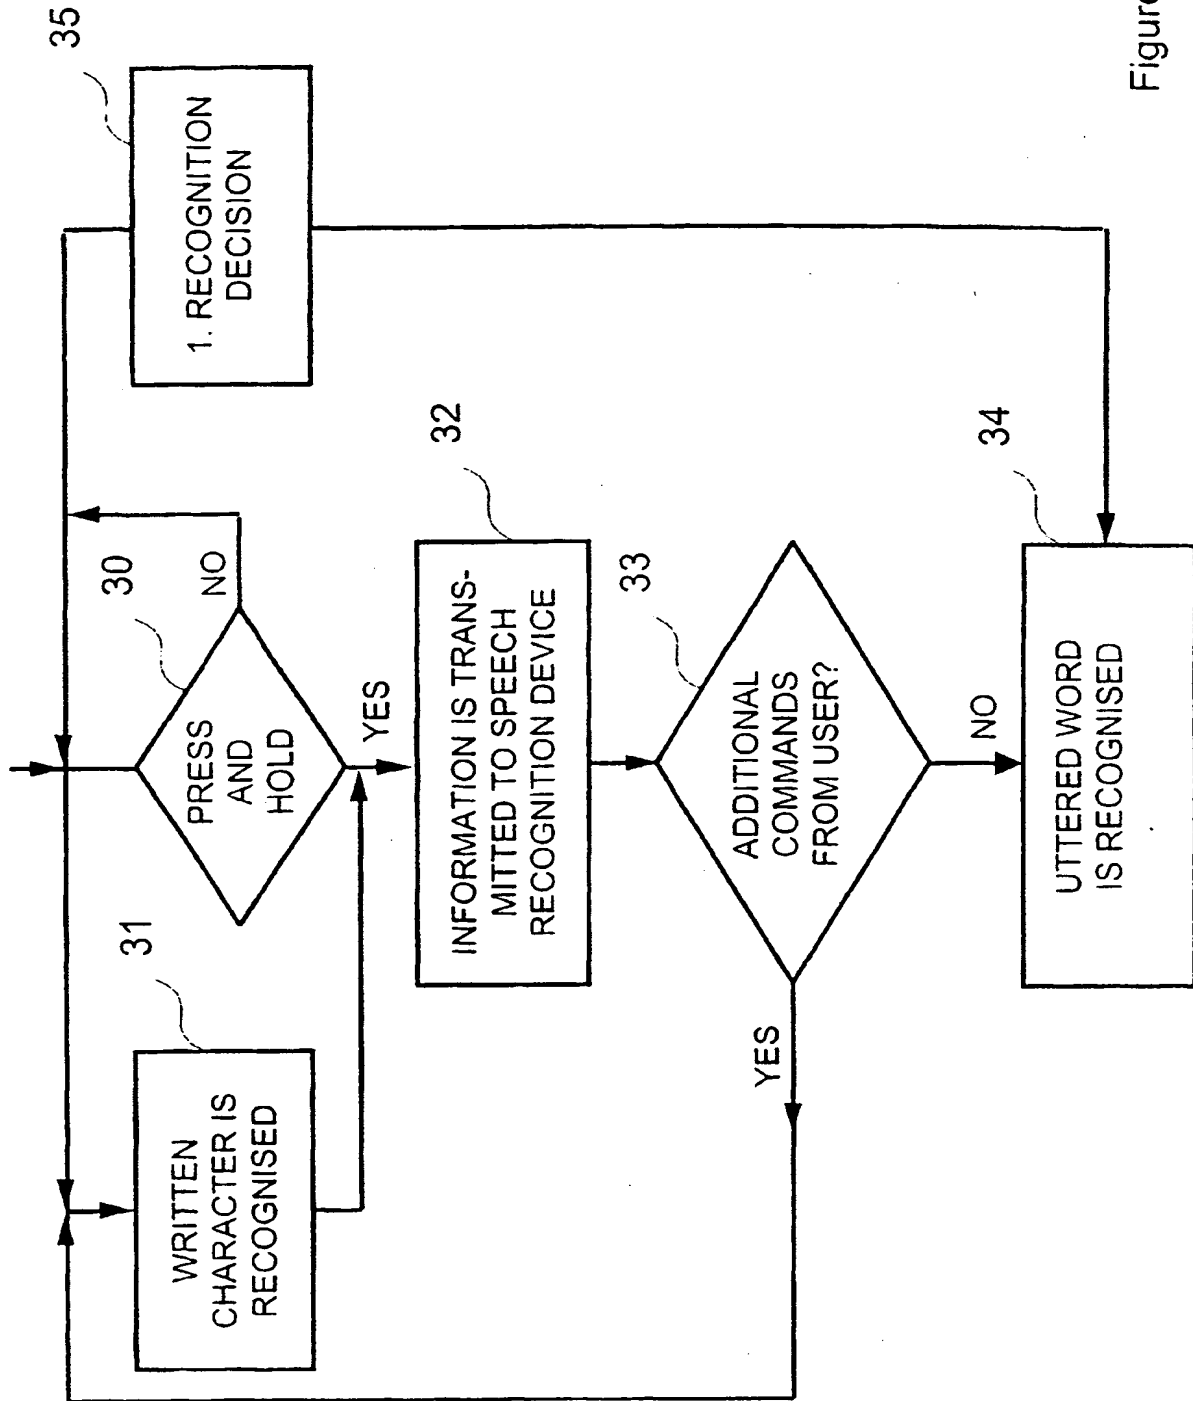 35
1. RECOGNITION
DECISION
30
NO
PRESS
AND
HOLD
YES
31
WRITTEN
CHARACTER IS
RECOGNISED
32
INFORMATION IS TRANS-
MITTED TO SPEECH
RECOGNITION DEVICE
33
ADDITIONAL
COMMANDS
FROM USER?
YES
NO
34
UTTERED WORD
IS RECOGNISED
Figure